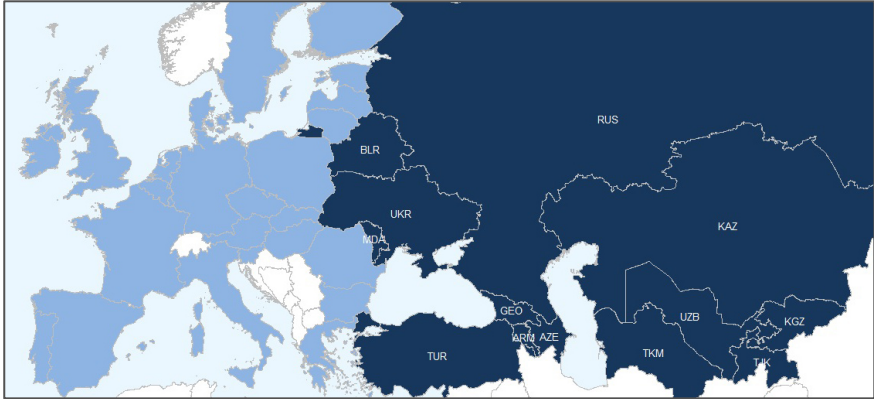 RUS
BLR
KAZ
UKR
MDA
GEO
UZB
KGZ
ARM
AZE
TUR
TKM
TJK